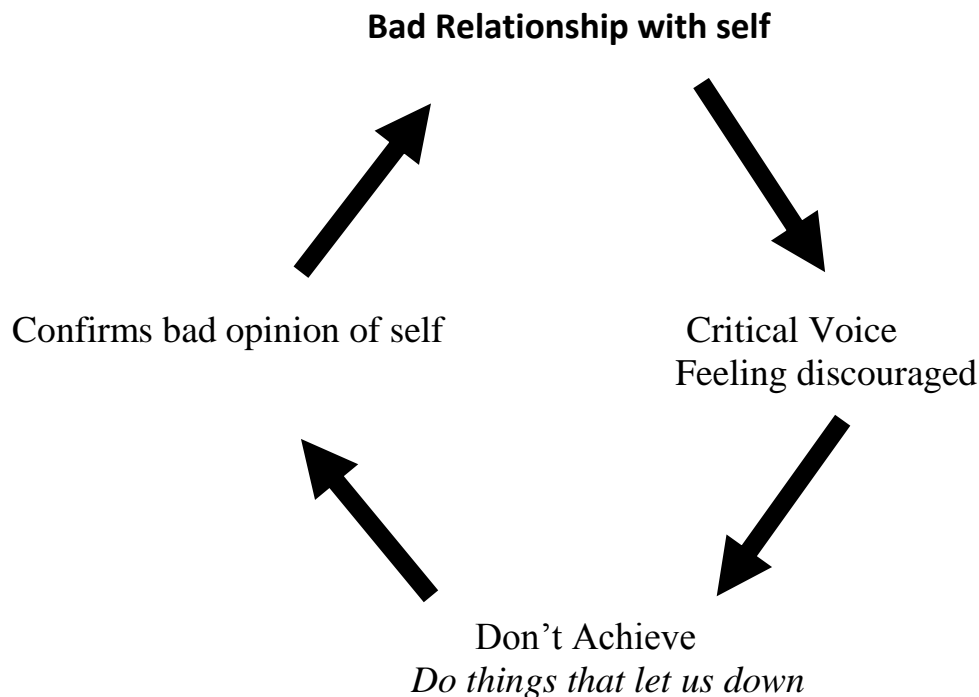 Bad Relationship with self
Confirms bad opinion of self
Critical Voice
Feeling discouraged
Don’t Achieve
Do things that let us down